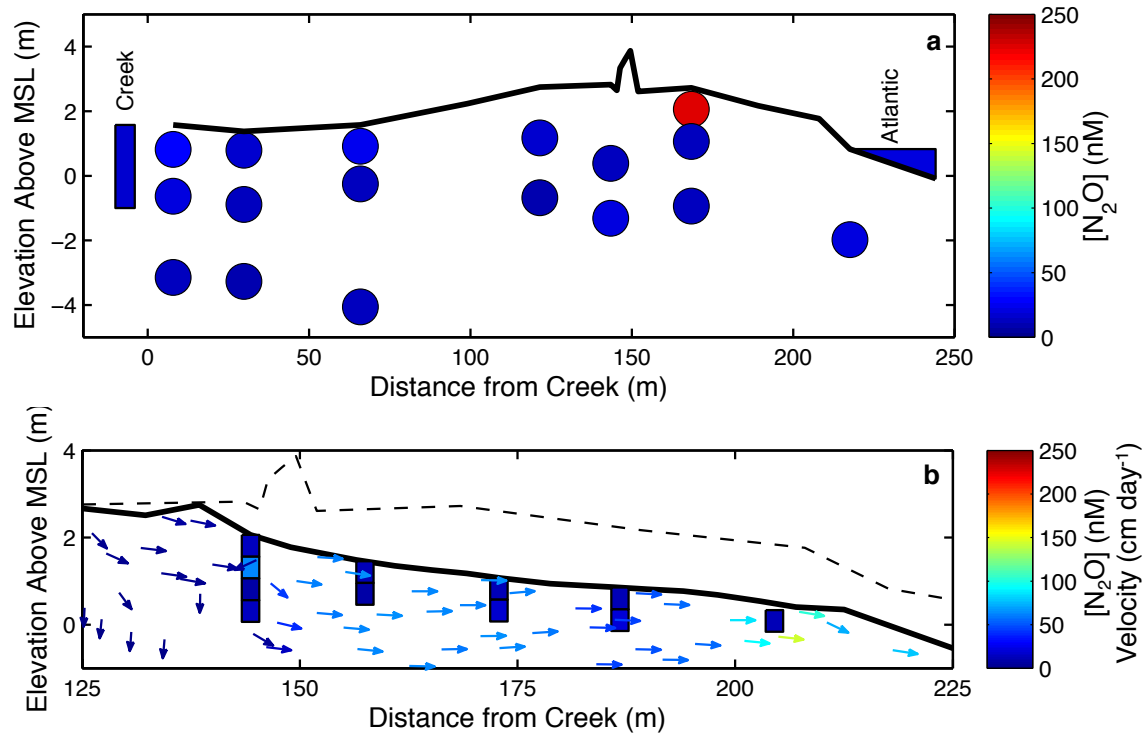 a
4
2
0
−2
−4
Elevation Above MSL (m)
Creek
Atlantic
0
50
100
150
200
250
Distance from Creek (m)
250
200
150
100
50
0
[N2O] (nM)
b
4
2
0
Elevation Above MSL (m)
125
150
175
200
225
Distance from Creek (m)
250
200
150
100
50
0
[N2O] (nM)
Velocity (cm day-1)